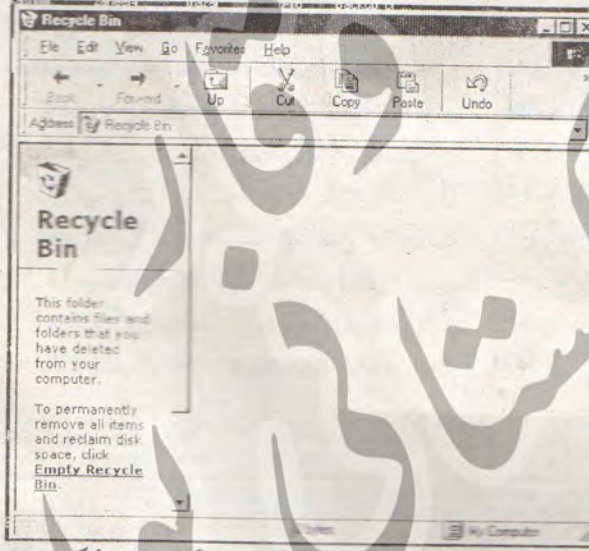 Recycle Bin
File Edit View Go Favorites Help
Back Forward Up Cut Copy Paste Undo
Address Recycle Bin
Recycle
Bin
This folder
contains files and
folders that you
have deleted
from your
computer.
To permanently
remove all items
and reclaim disk
space, click
Empty Recycle
Bin.
My Computer